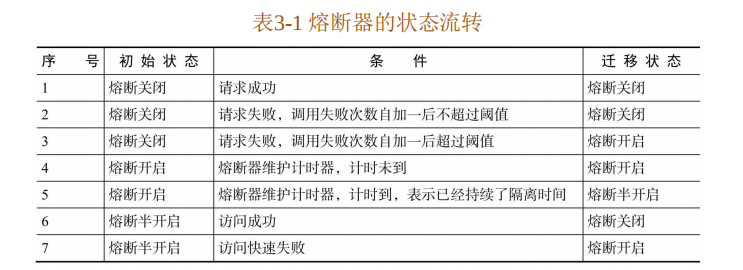 表3-1 熔断器的状态流转
序 号 初 始 状 态 条 件 迁 移 状 态
1 熔断关闭 请求成功 熔断关闭
2 熔断关闭 请求失败，调用失败次数自加一后不超过阈值 熔断关闭
3 熔断关闭 请求失败，调用失败次数自加一后超过阈值 熔断开启
4 熔断开启 熔断器维护计时器，计时未到 熔断开启
5 熔断开启 熔断器维护计时器，计时到，表示已经持续了隔离时间 熔断半开启
6 熔断半开启 访问成功 熔断关闭
7 熔断半开启 访问快速失败 熔断开启